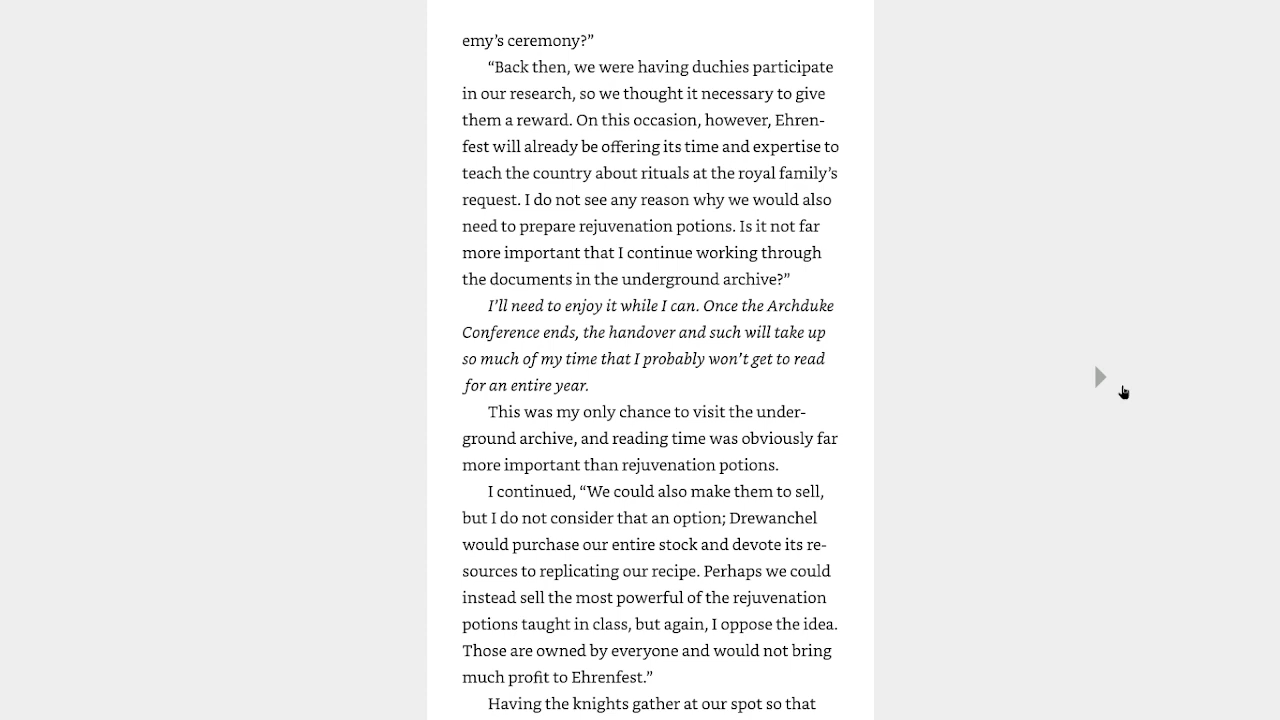 emy’s ceremony?”
“Back then, we were having duchies participate
in our research, so we thought it necessary to give
them a reward. On this occasion, however, Ehren-
fest will already be offering its time and expertise to
teach the country about rituals at the royal family’s
request. I do not see any reason why we would also
need to prepare rejuvenation potions. Is it not far
more important that I continue working through
the documents in the underground archive?”
I’ll need to enjoy it while I can. Once the Archduke
Conference ends, the handover and such will take up
so much of my time that I probably won’t get to read
for an entire year.
This was my only chance to visit the under-
ground archive, and reading time was obviously far
more important than rejuvenation potions.
I continued, “We could also make them to sell,
but I do not consider that an option; Drewanchel
would purchase our entire stock and devote its re-
sources to replicating our recipe. Perhaps we could
instead sell the most powerful of the rejuvenation
potions taught in class, but again, I oppose the idea.
Those are owned by everyone and would not bring
much profit to Ehrenfest.”
Having the knights gather at our spot so that